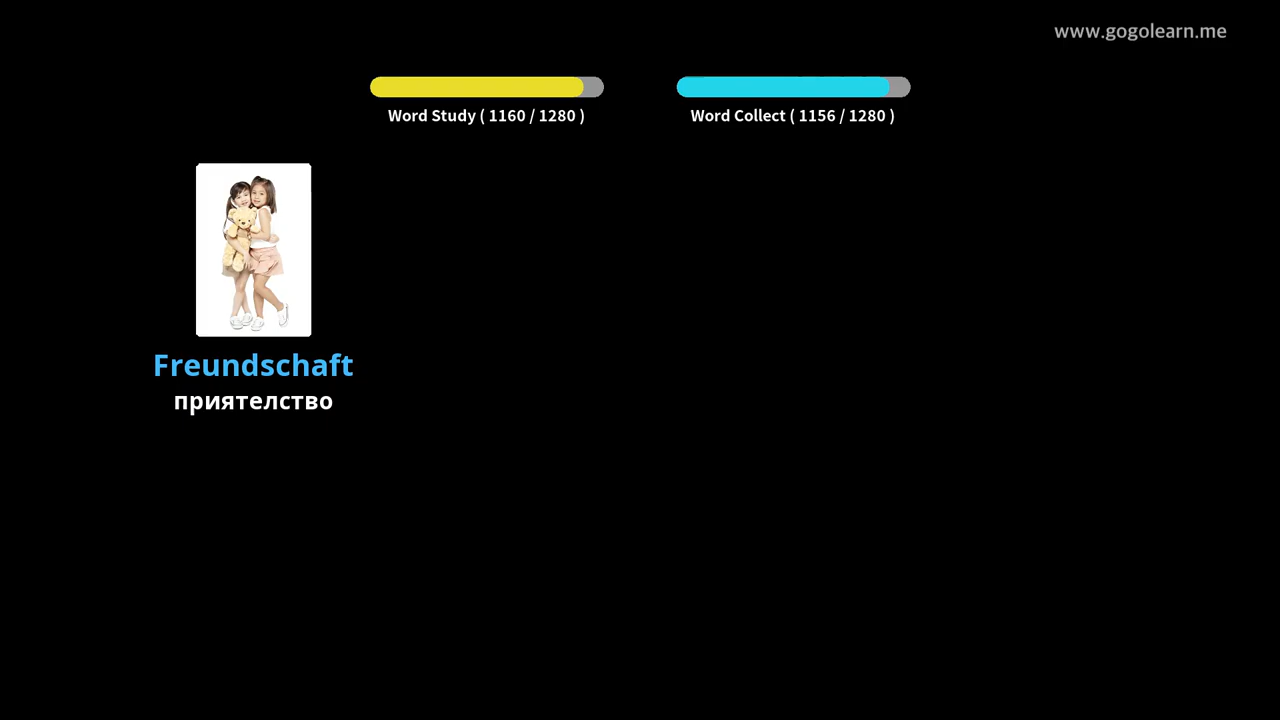 www.gogolearn.me
Word Study ( 1160 / 1280 )
Word Collect ( 1156 / 1280 )
Freundschaft
приятелство